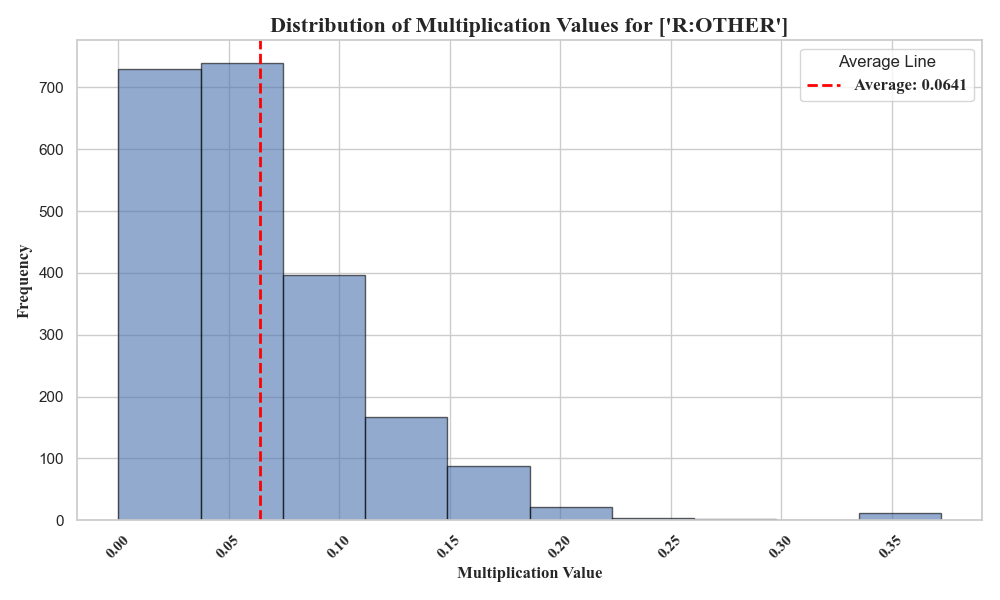 Distribution of Multiplication Values for ['R:OTHER']
Average Line
Average: 0.0641
Frequency
700
600
500
400
300
200
100
0
0.00 0.05 0.10 0.15 0.20 0.25 0.30 0.35
Multiplication Value